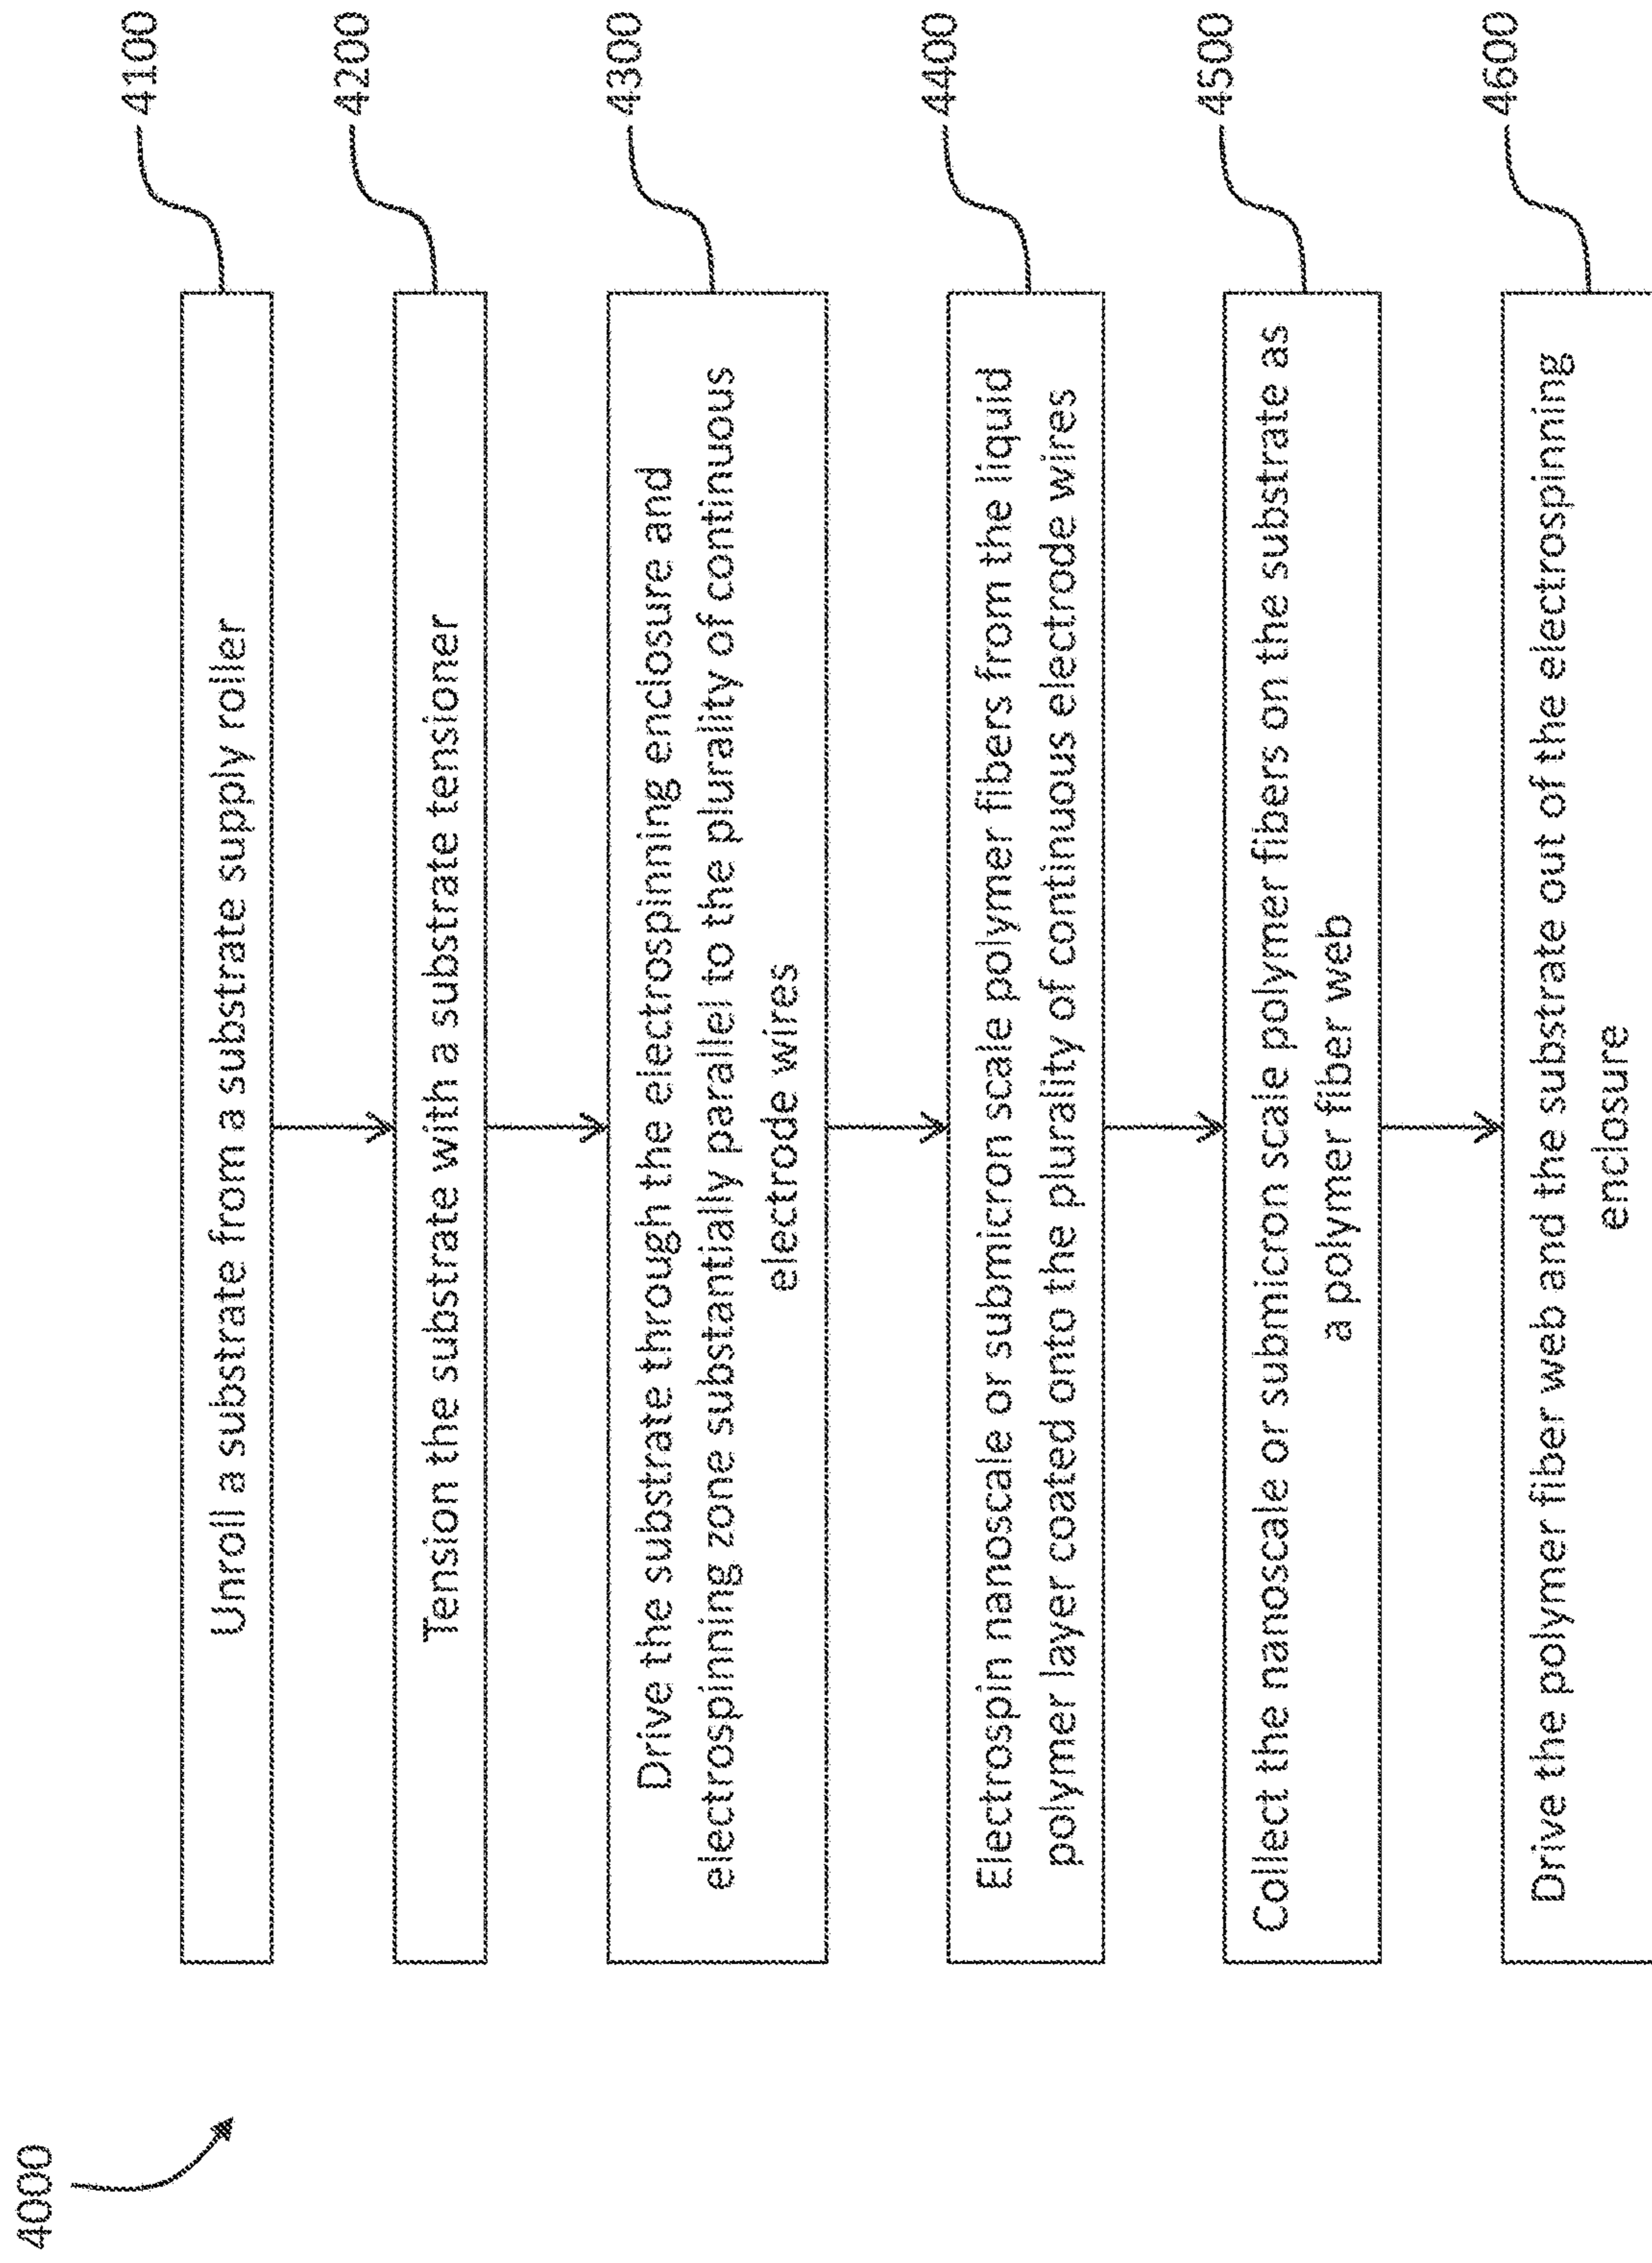 4000
Unroll a substrate from a substrate supply roller
4100
Tension the substrate with a substrate tensioner
4200
Drive the substrate through the electrospinning enclosure and
electrospinning zone substantially parallel to the plurality of continuous
electrode wires
4300
Electrospin nanoscale or submicron scale polymer fibers from the liquid
polymer layer coated onto the plurality of continuous electrode wires
4400
Collect the nanoscale or submicron scale polymer fibers on the substrate as
a polymer fiber web
4500
Drive the polymer fiber web and the substrate out of the electrospinning
enclosure
4600